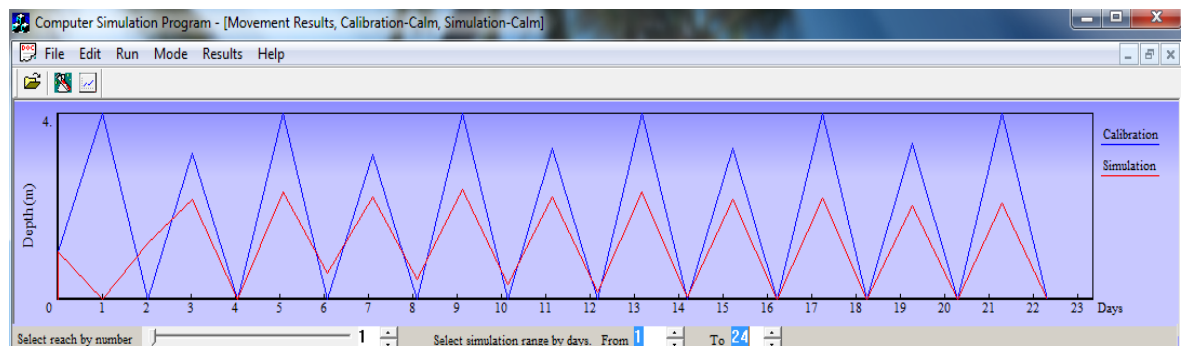 Computer Simulation Program - [Movement Results, Calibration-Calm, Simulation-Calm]
File Edit Run Mode Results Help
4.
Calibration
Simulation
Depth (m)
0 1 2 3 4 5 6 7 8 9 10 11 12 13 14 15 16 17 18 19 20 21 22 23 Days
Select reach by number 1 Select simulation range by days. From 1 To 24